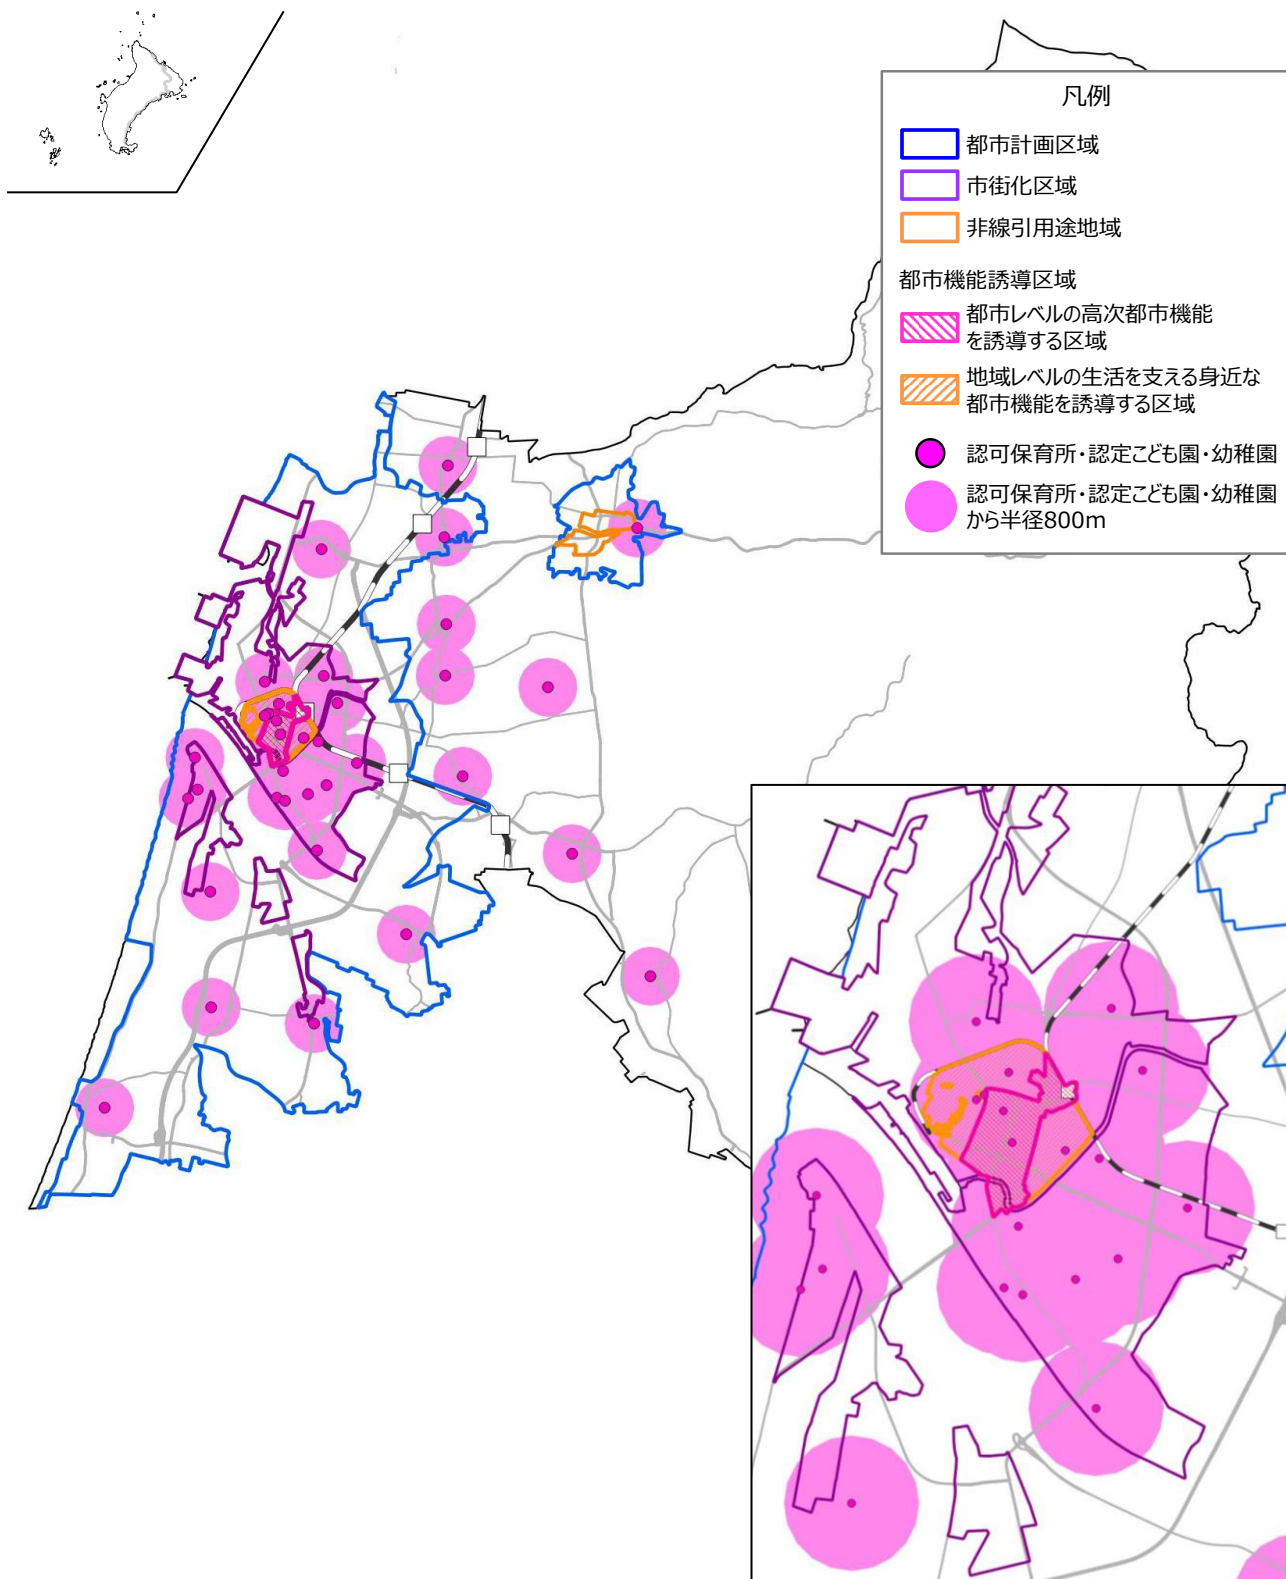 凡例
都市計画区域
市街化区域
非線引用途地域
都市機能誘導区域
都市レベルの高次都市機能
を誘導する区域
地域レベルの生活を支える身近な
都市機能を誘導する区域
認可保育所・認定こども園・幼稚園
認可保育所・認定こども園・幼稚園
から半径800m